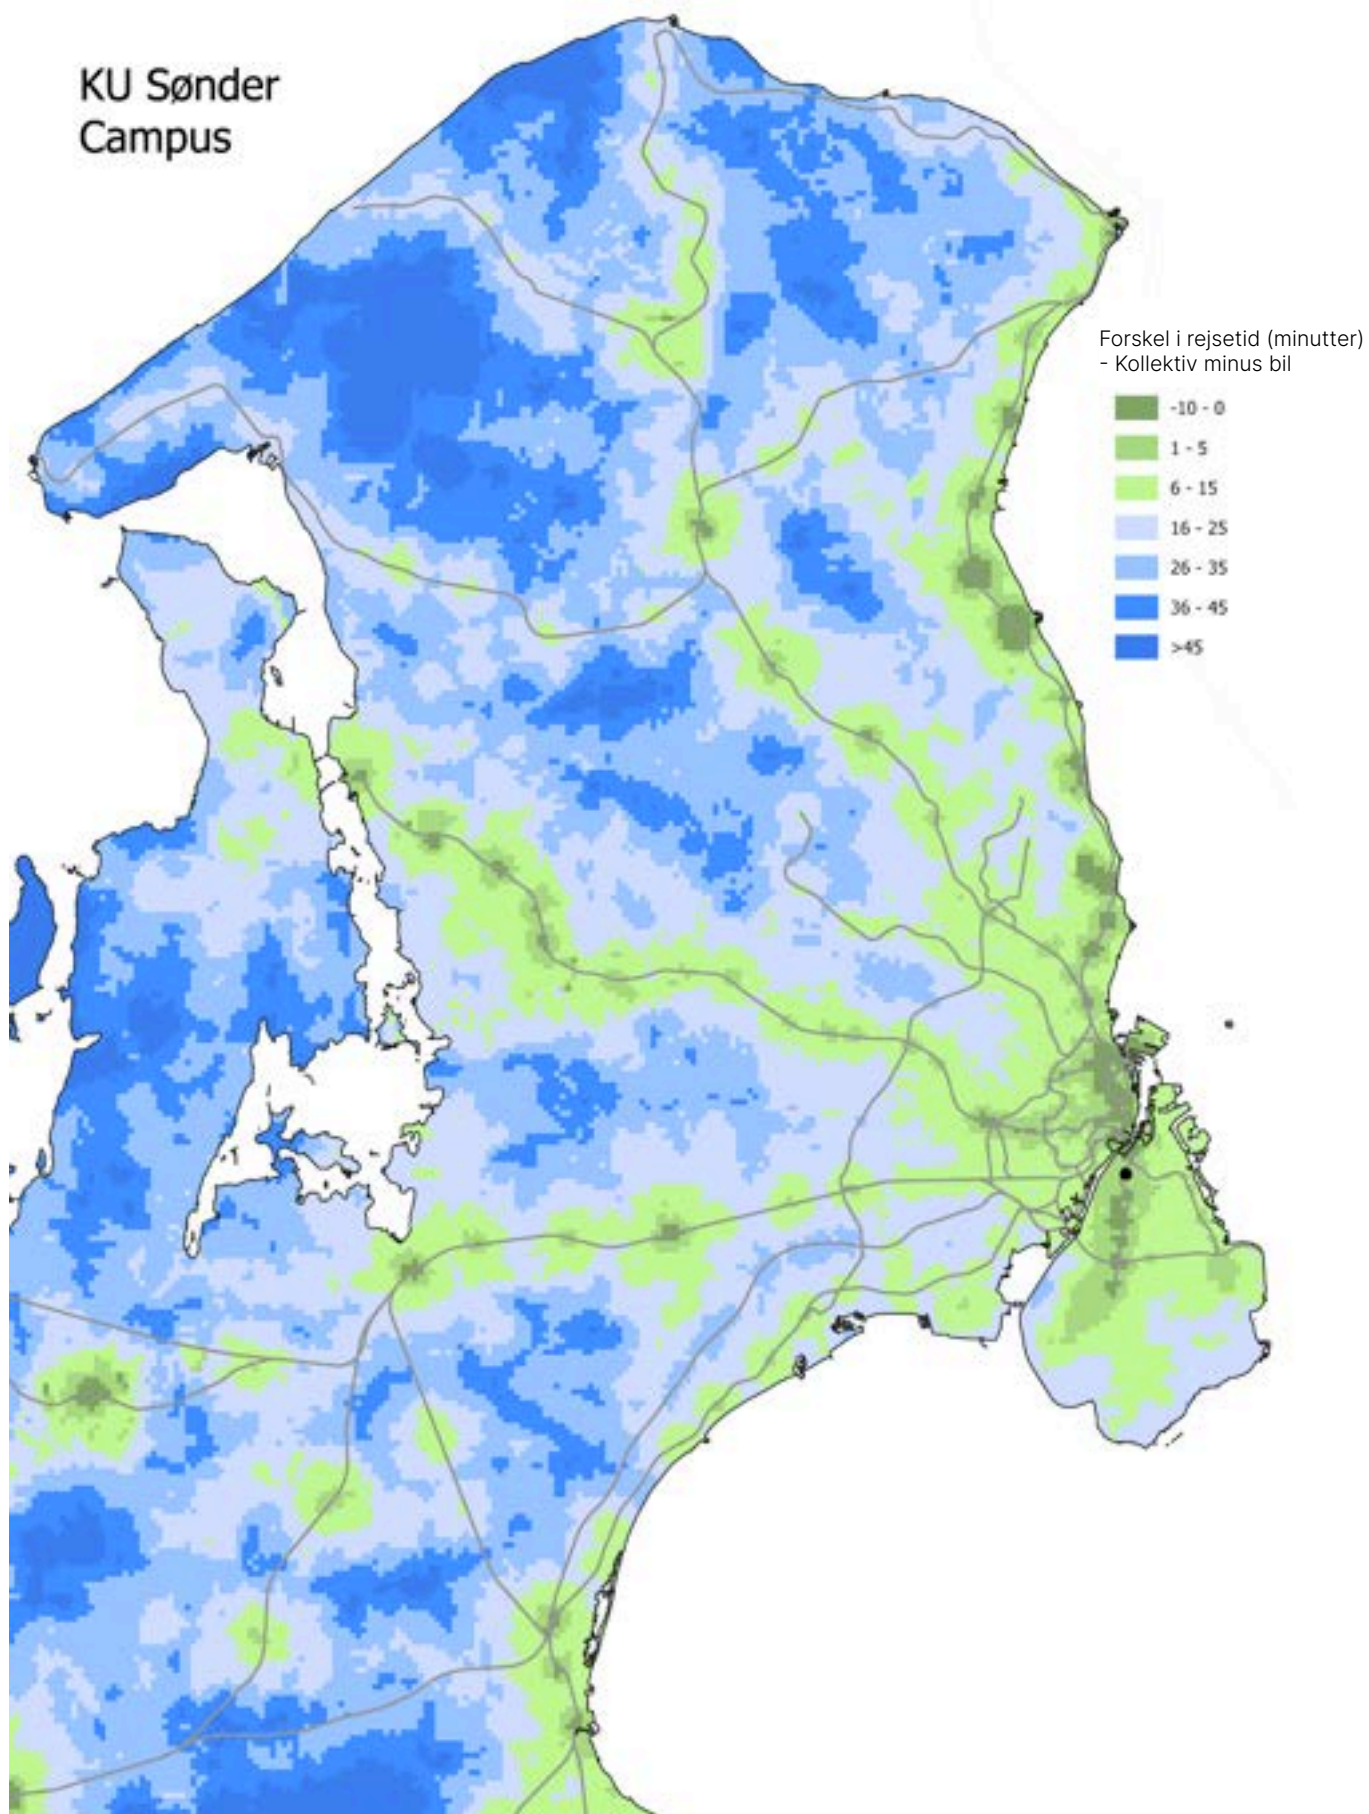 KU Sønder
Campus
Forskel i rejsetid (minutter)
- Kollektiv minus bil
-10 - 0
1 - 5
6 - 15
16 - 25
26 - 35
36 - 45
>45